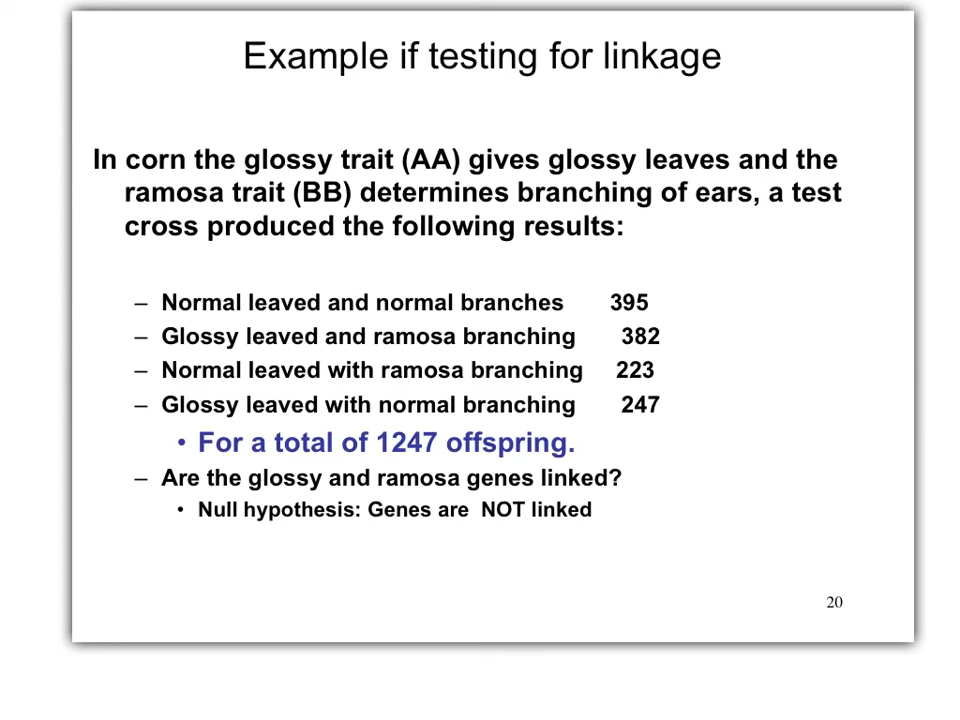 Example if testing for linkage
In corn the glossy trait (AA) gives glossy leaves and the
ramosa trait (BB) determines branching of ears, a test
cross produced the following results:
– Normal leaved and normal branches 395
– Glossy leaved and ramosa branching 382
– Normal leaved with ramosa branching 223
– Glossy leaved with normal branching 247
• For a total of 1247 offspring.
– Are the glossy and ramosa genes linked?
• Null hypothesis: Genes are NOT linked
20